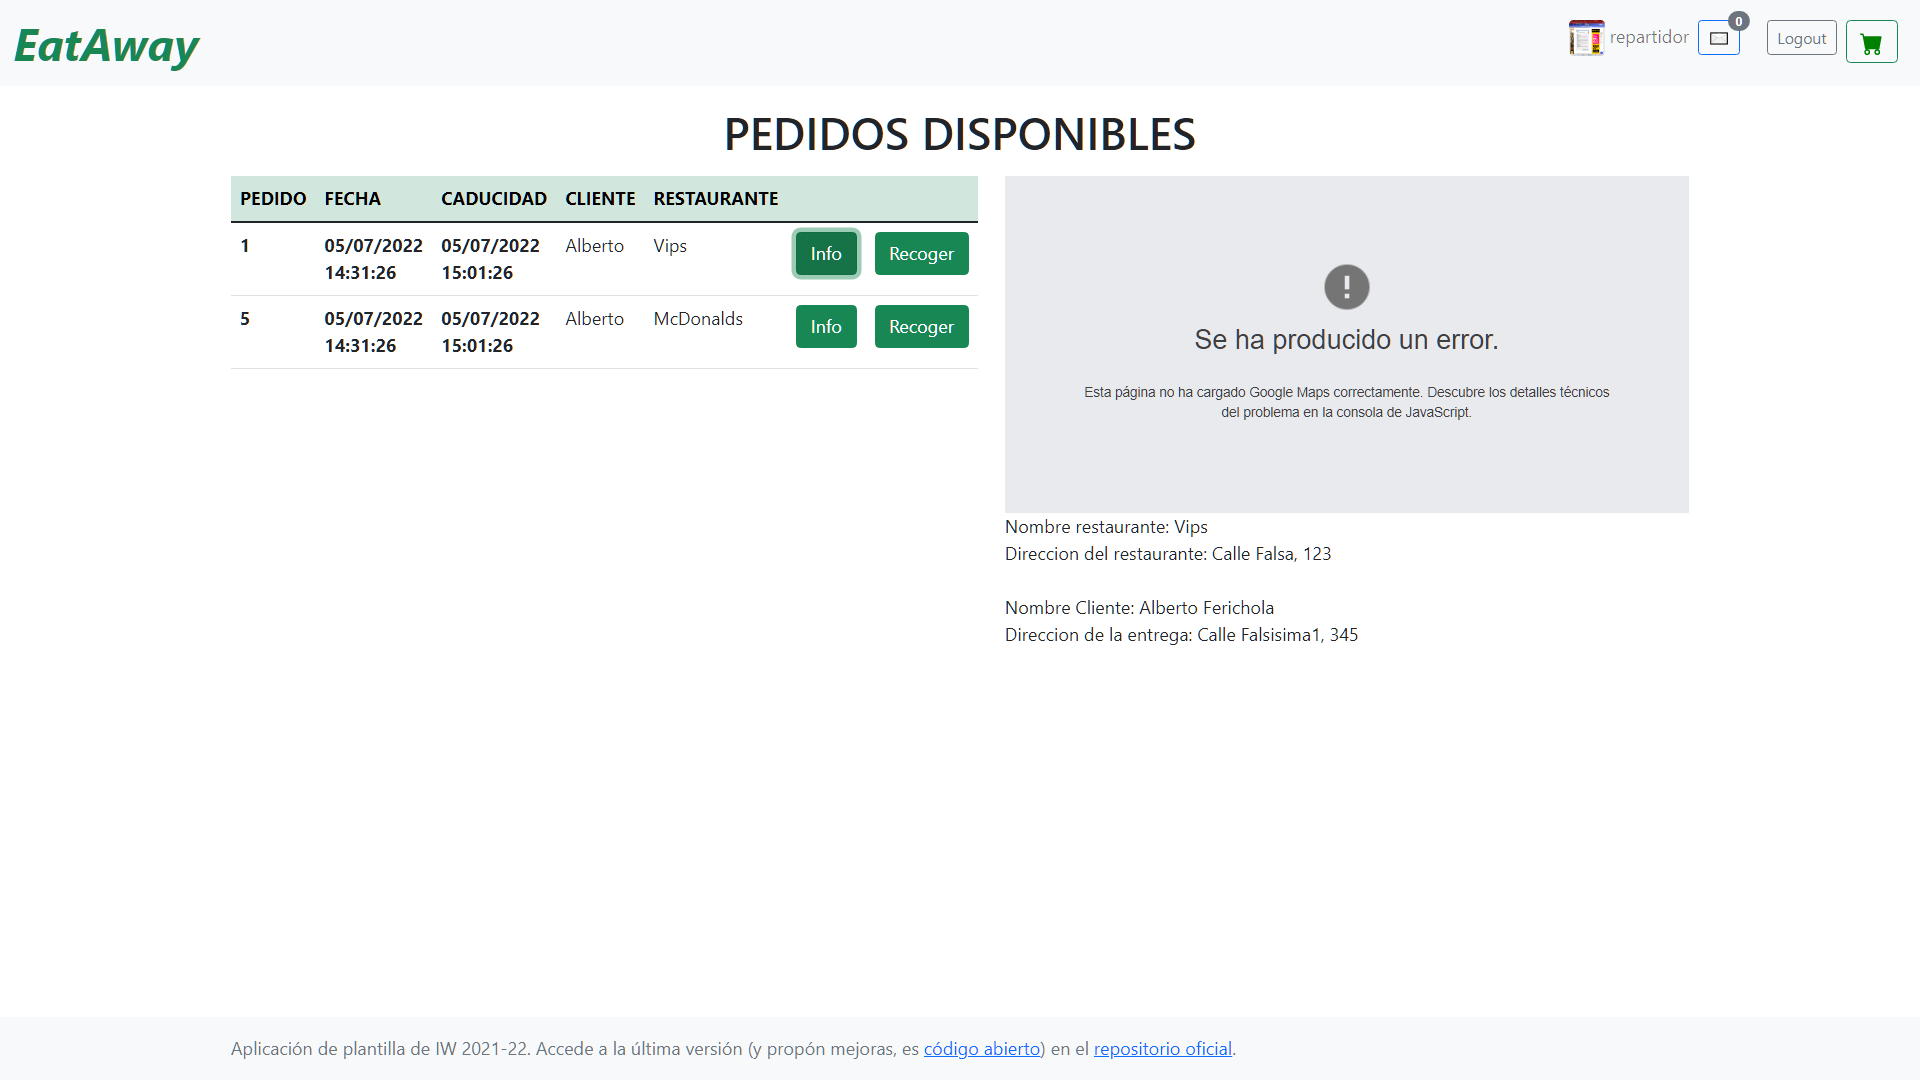 EatAway
repartidor
0
Logout
PEDIDOS DISPONIBLES
PEDIDO FECHA CADUCIDAD CLIENTE RESTAURANTE
1 05/07/2022 05/07/2022 Alberto Vips Info Recoger
14:31:26 15:01:26
5 05/07/2022 05/07/2022 Alberto McDonalds Info Recoger
14:31:26 15:01:26
Se ha producido un error.
Esta página no ha cargado Google Maps correctamente. Descubre los detalles técnicos
del problema en la consola de JavaScript.
Nombre restaurante: Vips
Direccion del restaurante: Calle Falsa, 123
Nombre Cliente: Alberto Ferichola
Direccion de la entrega: Calle Falsisima1, 345
Aplicación de plantilla de IW 2021-22. Accede a la última versión (y propón mejoras, es código abierto) en el repositorio oficial.